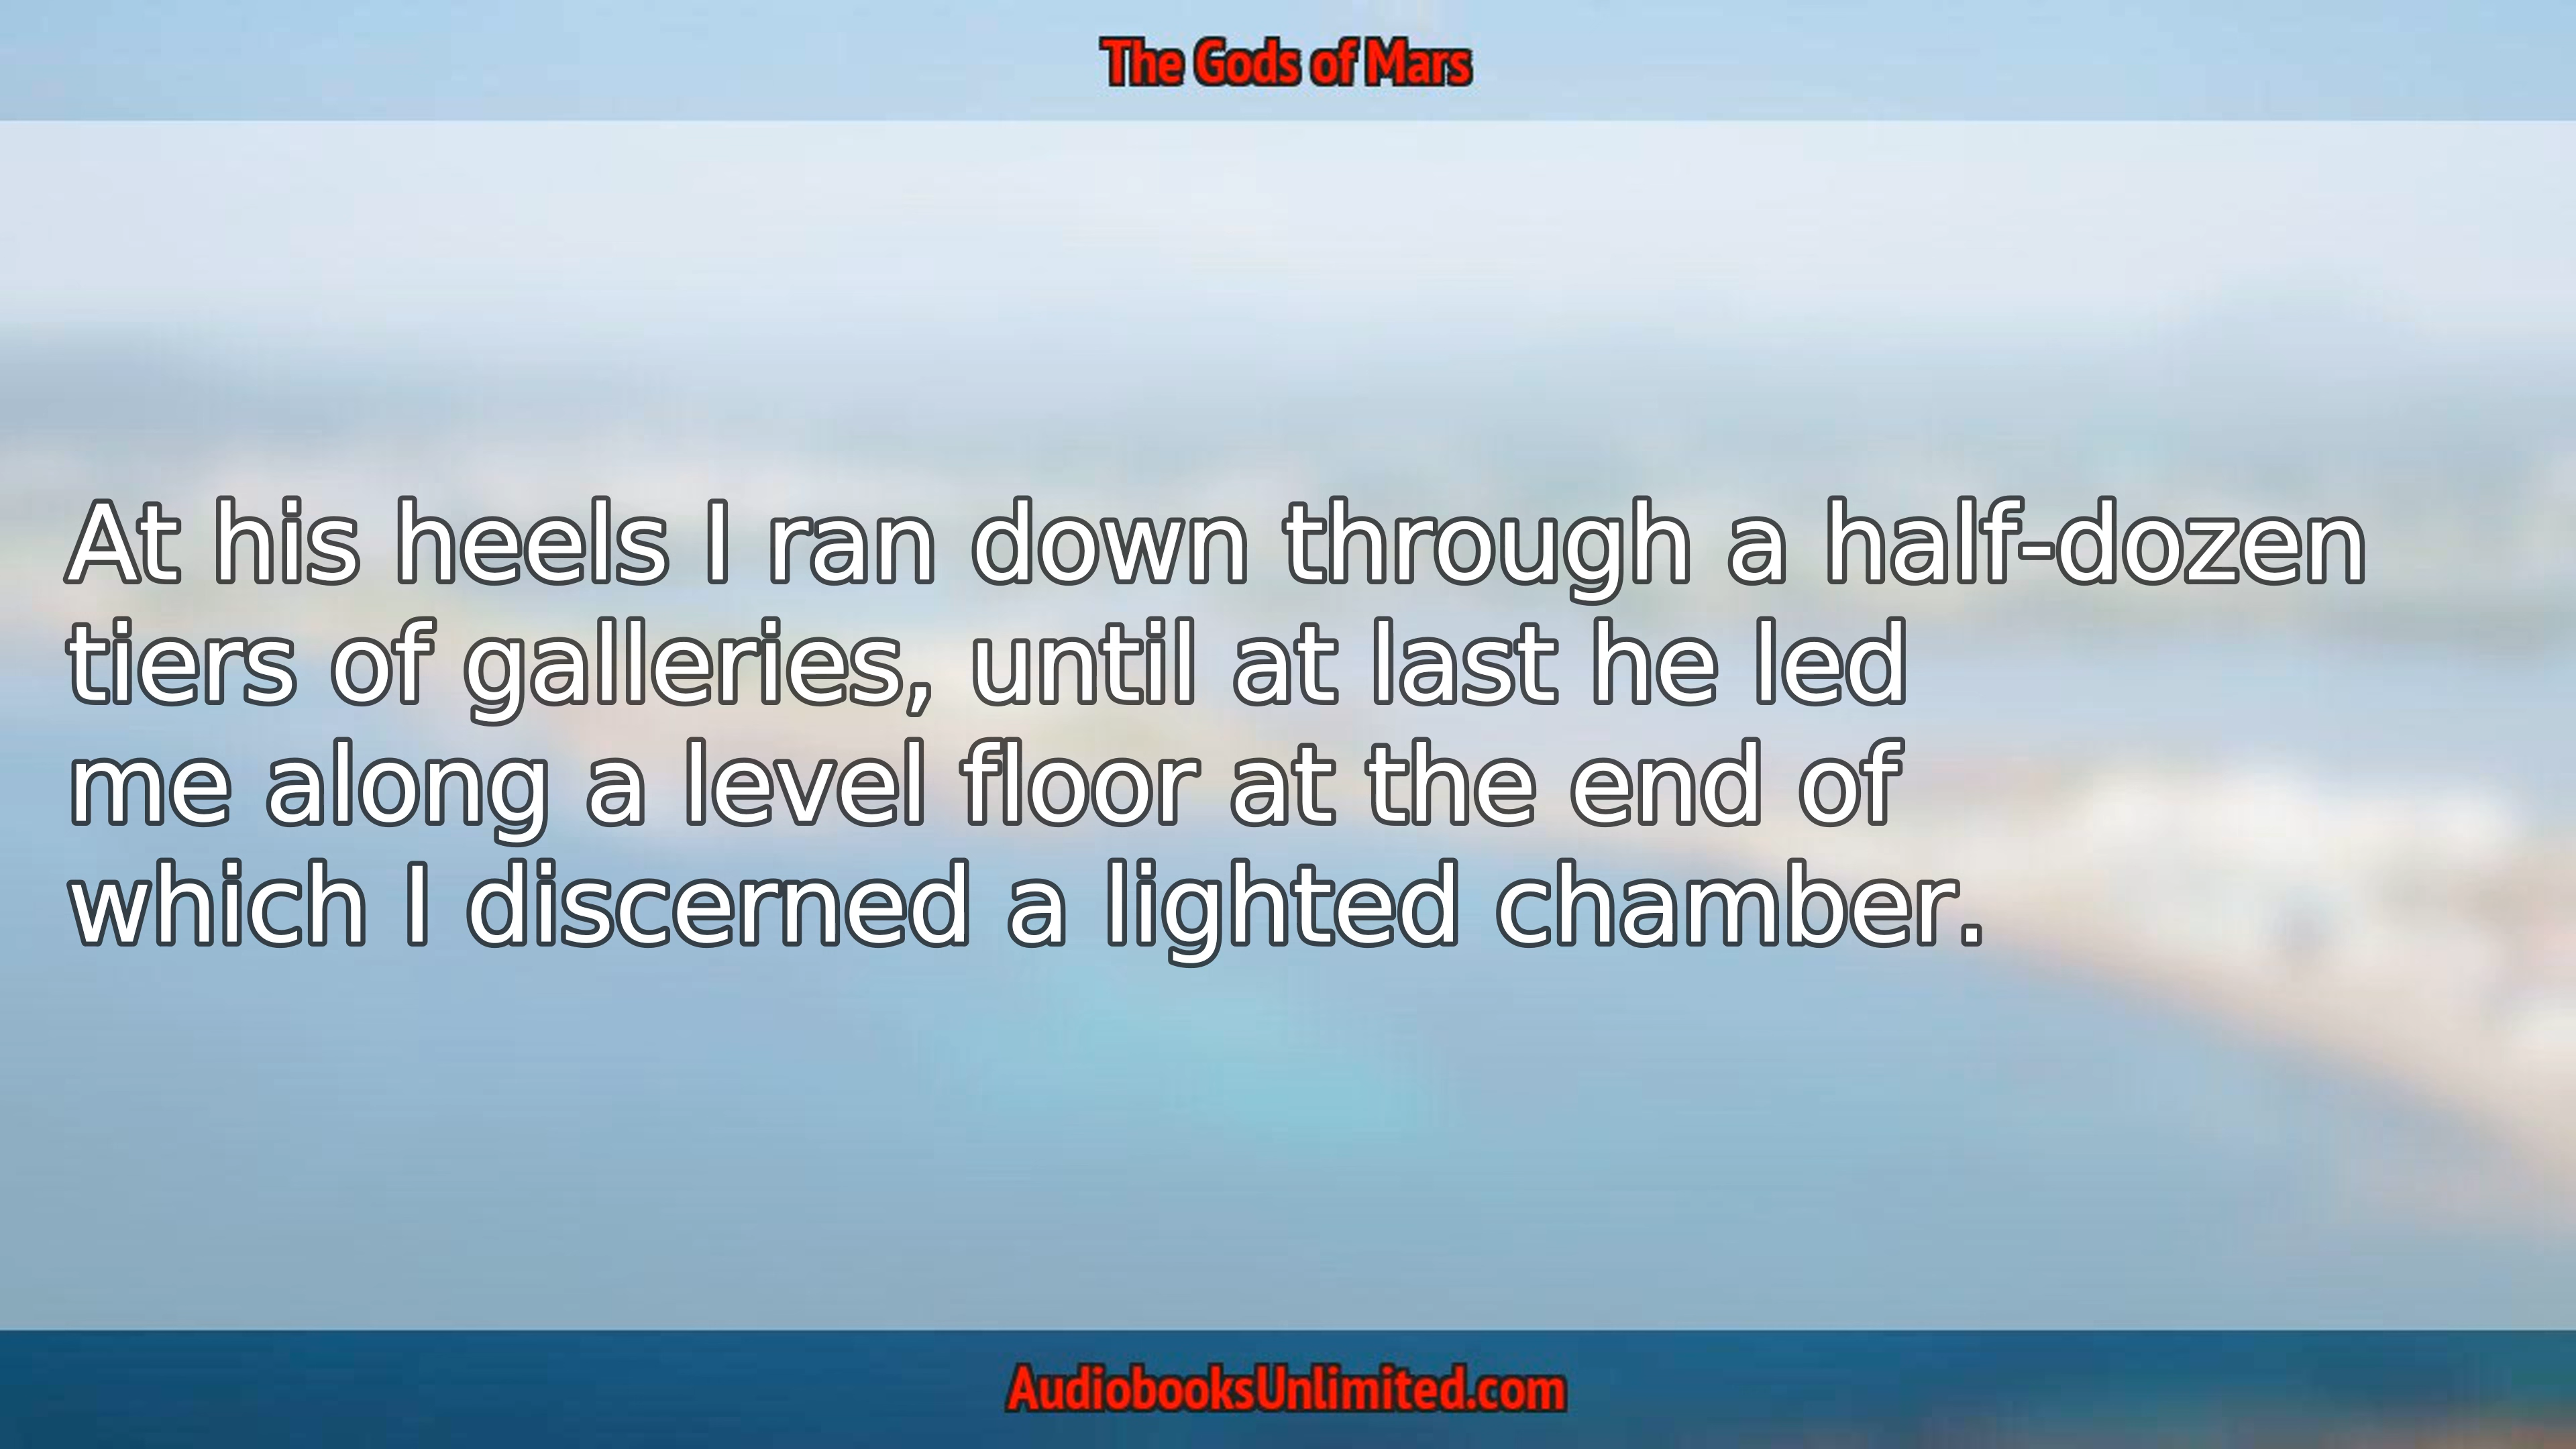 The Gods of Mars
At his heels I ran down through a half-dozen
tiers of galleries, until at last he led
me along a level floor at the end of
which I discerned a lighted chamber.
AudiobooksUnlimited.com